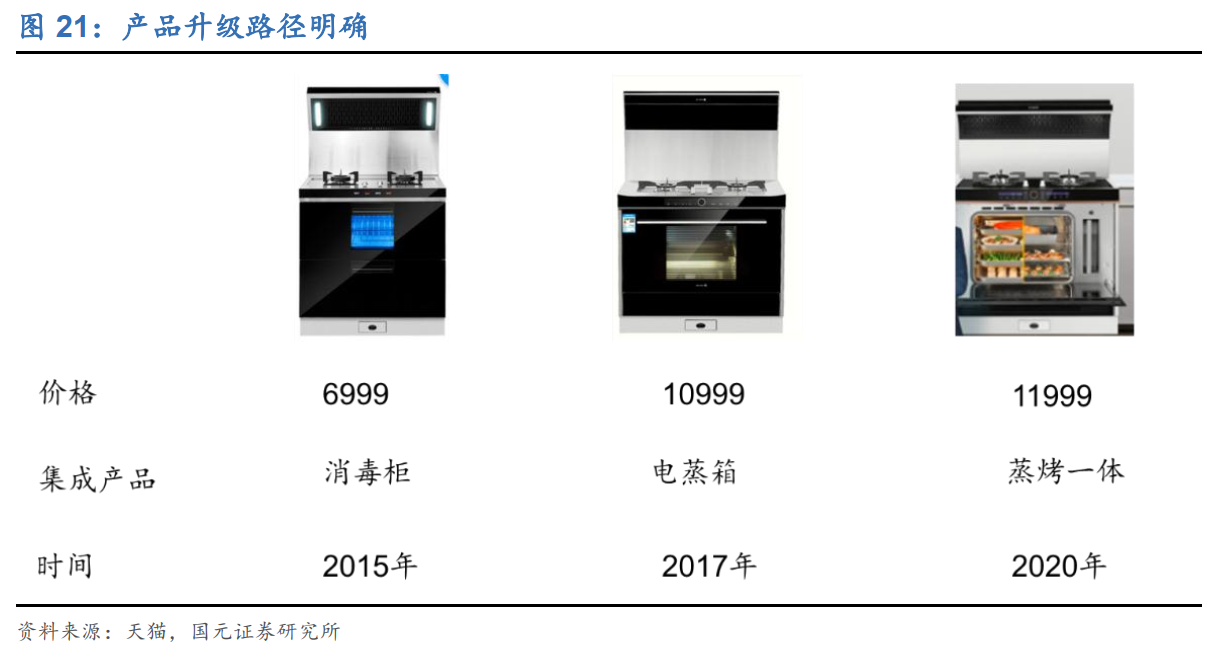 图 21：产品升级路径明确
价格 6999 10999 11999
集成产品 消毒柜 电蒸箱 蒸烤一体
时间 2015年 2017年 2020年
资料来源：天猫，国元证券研究所